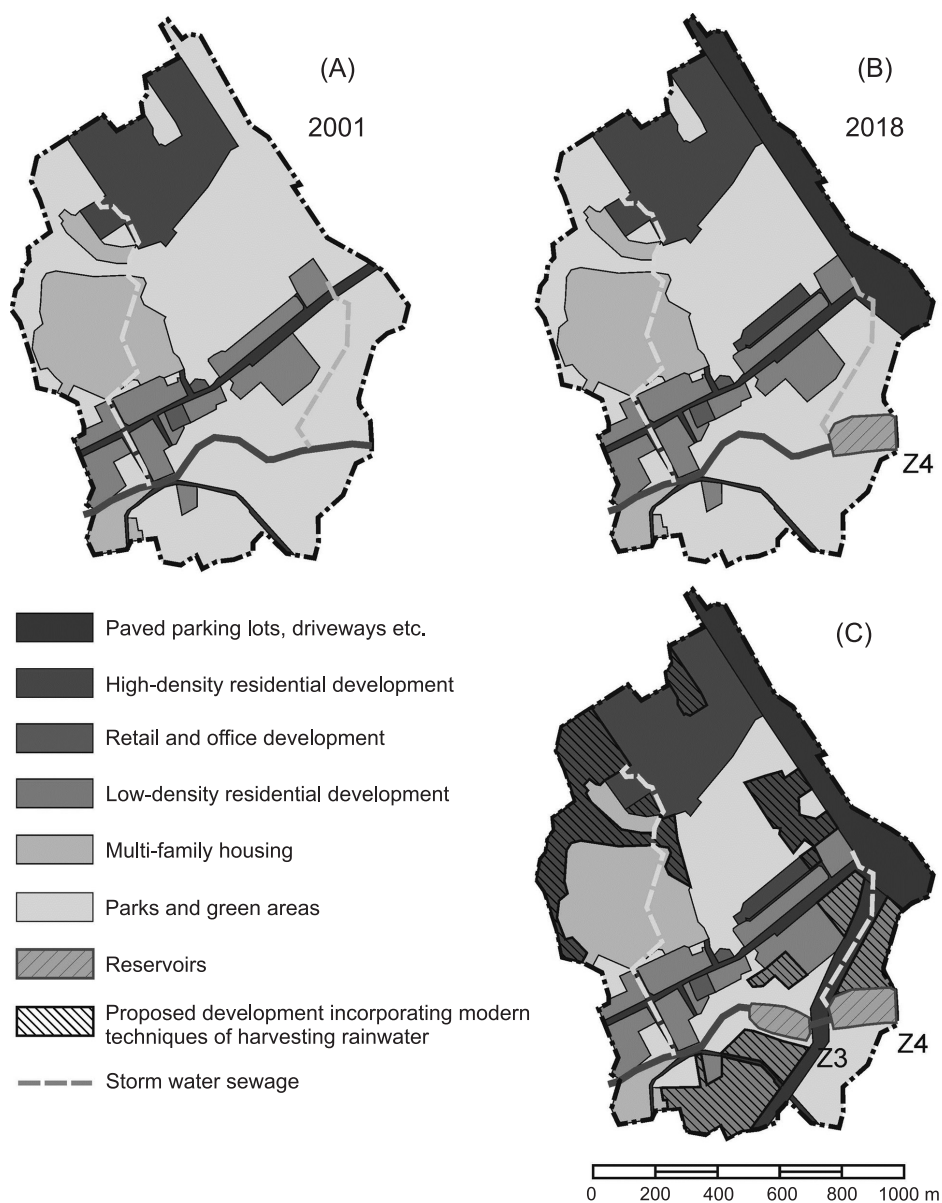 (A)
2001
(B)
2018
Z4
Paved parking lots, driveways etc.
High-density residential development
Retail and office development
Low-density residential development
Multi-family housing
Parks and green areas
Reservoirs
Proposed development incorporating modern
techniques of harvesting rainwater
Storm water sewage
(C)
Z3
Z4
0 200 400 600 800 1000 m